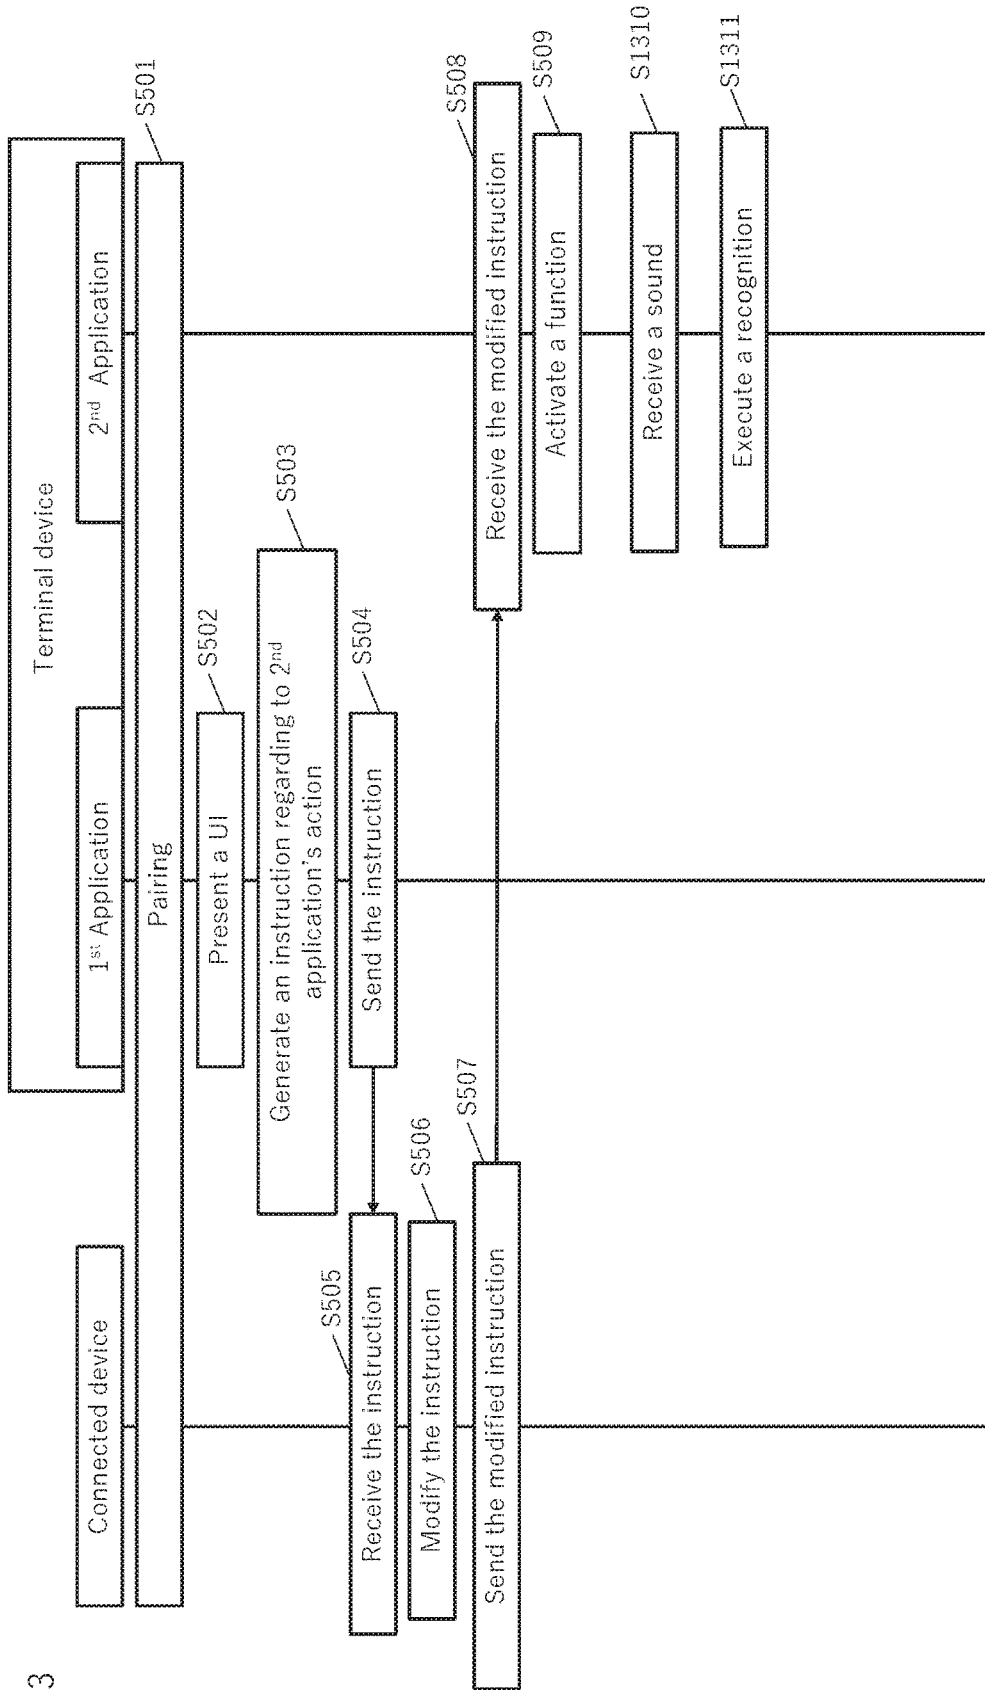 3
Terminal device
Connected device
1st Application
2nd Application
Pairing
S501
Present a UI
S502
Generate an instruction regarding to 2nd
application's action
S503
Send the instruction
S504
S505
Receive the instruction
Modify the instruction
S506
Send the modified instruction
S507
Receive the modified instruction
S508
Activate a function
S509
Receive a sound
S1310
Execute a recognition
S1311